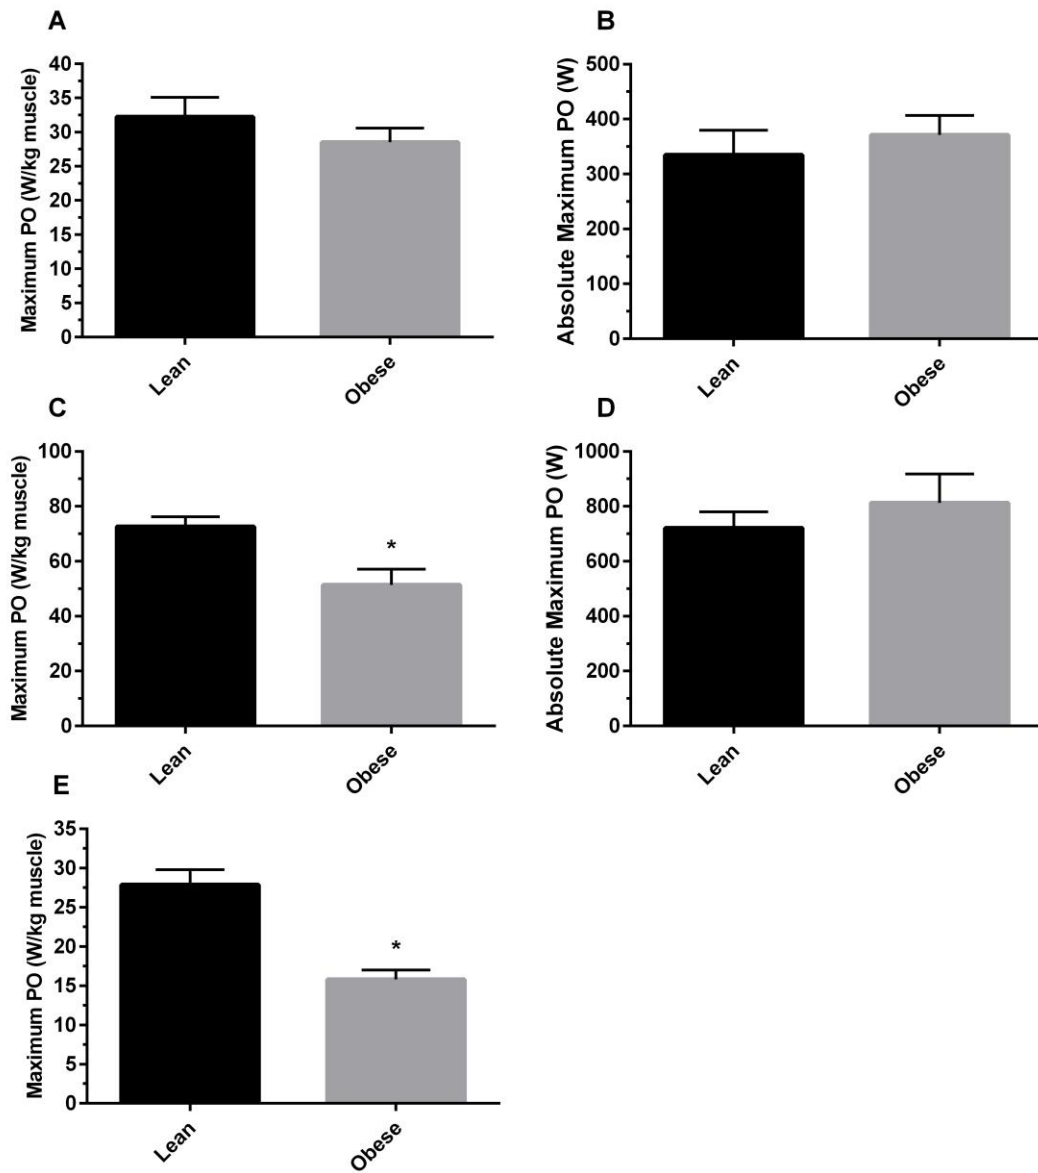 A
Maximum PO (W/kg muscle)
40
35
30
25
20
15
10
5
0
Lean
Obese
B
Absolute Maximum PO (W)
500
400
300
200
100
0
Lean
Obese
C
Maximum PO (W/kg muscle)
100
80
60
40
20
0
*
Lean
Obese
D
Absolute Maximum PO (W)
1000
800
600
400
200
0
Lean
Obese
E
Maximum PO (W/kg muscle)
35
30
25
20
15
10
5
0
*
Lean
Obese